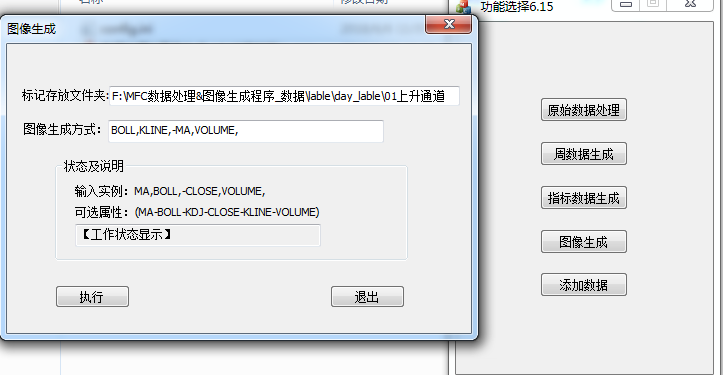 功能选择6.15
图像生成
标记存放文件夹:
F:\MFC数据处理&图像生成程序_数据\lable\day_lable\01上升通道
图像生成方式:
BOLL,KLINE,-MA,VOLUME,
状态及说明
输入实例: MA,BOLL,-CLOSE,VOLUME,
可选属性: (MA-BOLL-KDJ-CLOSE-KLINE-VOLUME)
【工作状态显示】
执行
退出
原始数据处理
周数据生成
指标数据生成
图像生成
添加数据